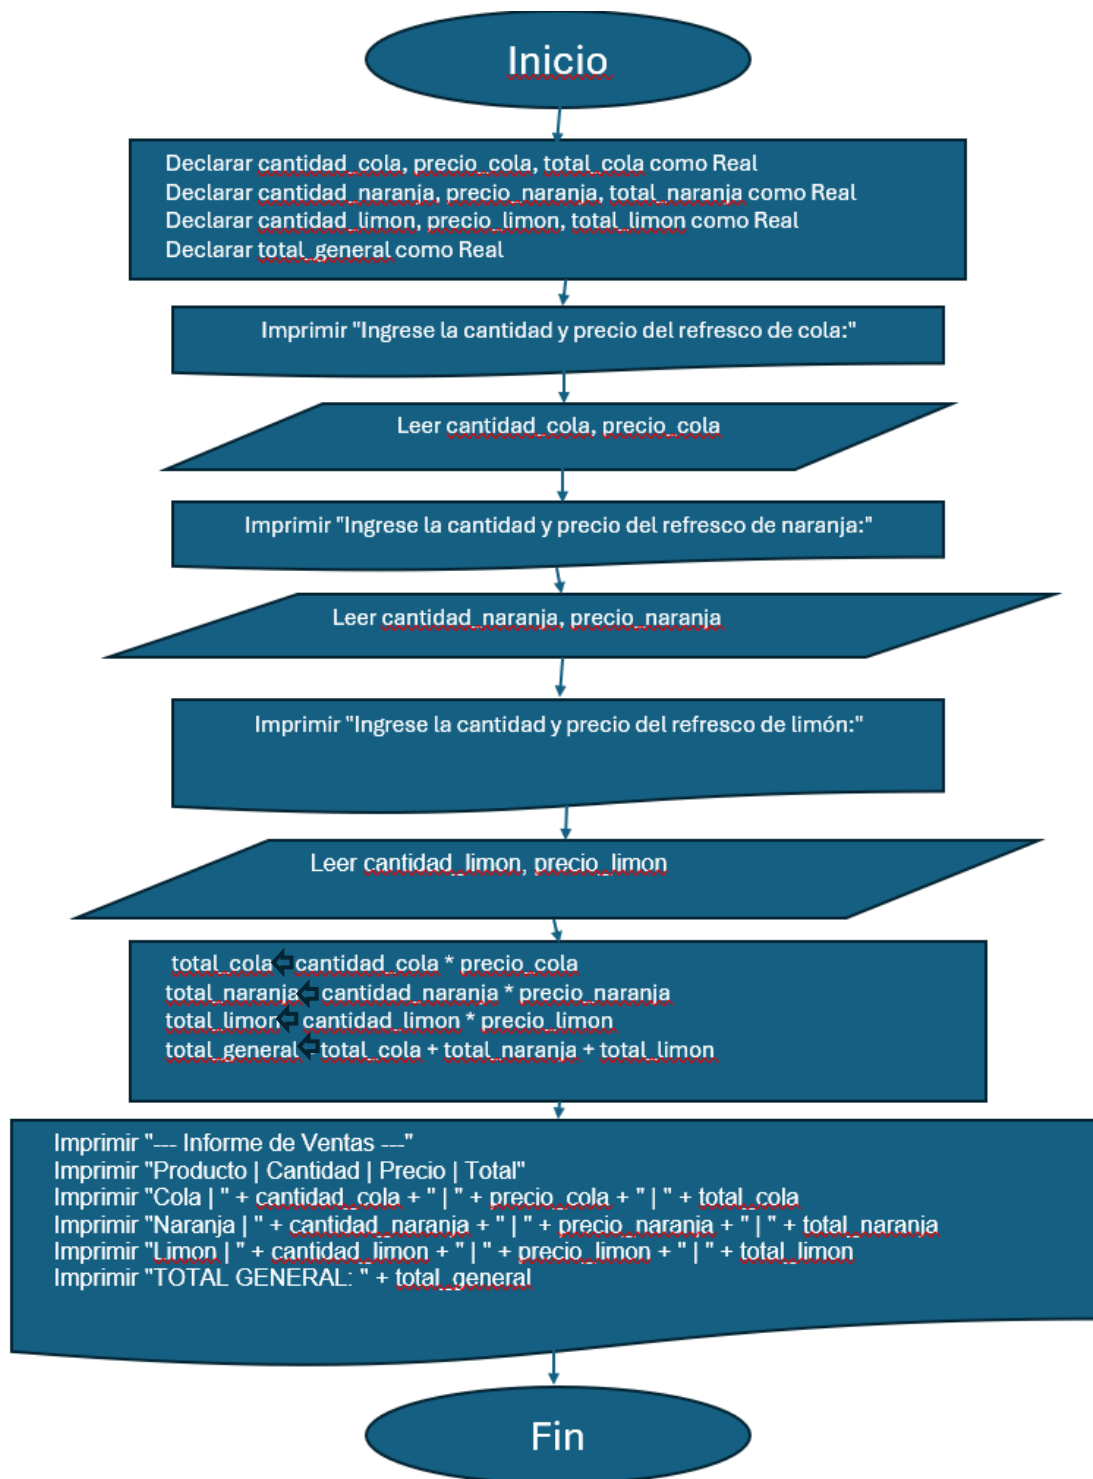 Inicio
Declarar cantidad_cola, precio_cola, total_cola como Real
Declarar cantidad_naranja, precio_naranja, total_naranja como Real
Declarar cantidad_limon, precio_limon, total_limon como Real
Declarar total_general como Real
Imprimir "Ingrese la cantidad y precio del refresco de cola:"
Leer cantidad_cola, precio_cola
Imprimir "Ingrese la cantidad y precio del refresco de naranja:"
Leer cantidad_naranja, precio_naranja
Imprimir "Ingrese la cantidad y precio del refresco de limón:"
Leer cantidad_limon, precio_limon
total_cola ⇦ cantidad_cola * precio_cola
total_naranja ⇦ cantidad_naranja * precio_naranja
total_limon ⇦ cantidad_limon * precio_limon
total_general ⇦ total_cola + total_naranja + total_limon
Imprimir "--- Informe de Ventas ---"
Imprimir "Producto | Cantidad | Precio | Total"
Imprimir "Cola | " + cantidad_cola + " | " + precio_cola + " | " + total_cola
Imprimir "Naranja | " + cantidad_naranja + " | " + precio_naranja + " | " + total_naranja
Imprimir "Limon | " + cantidad_limon + " | " + precio_limon + " | " + total_limon
Imprimir "TOTAL GENERAL: " + total_general
Fin